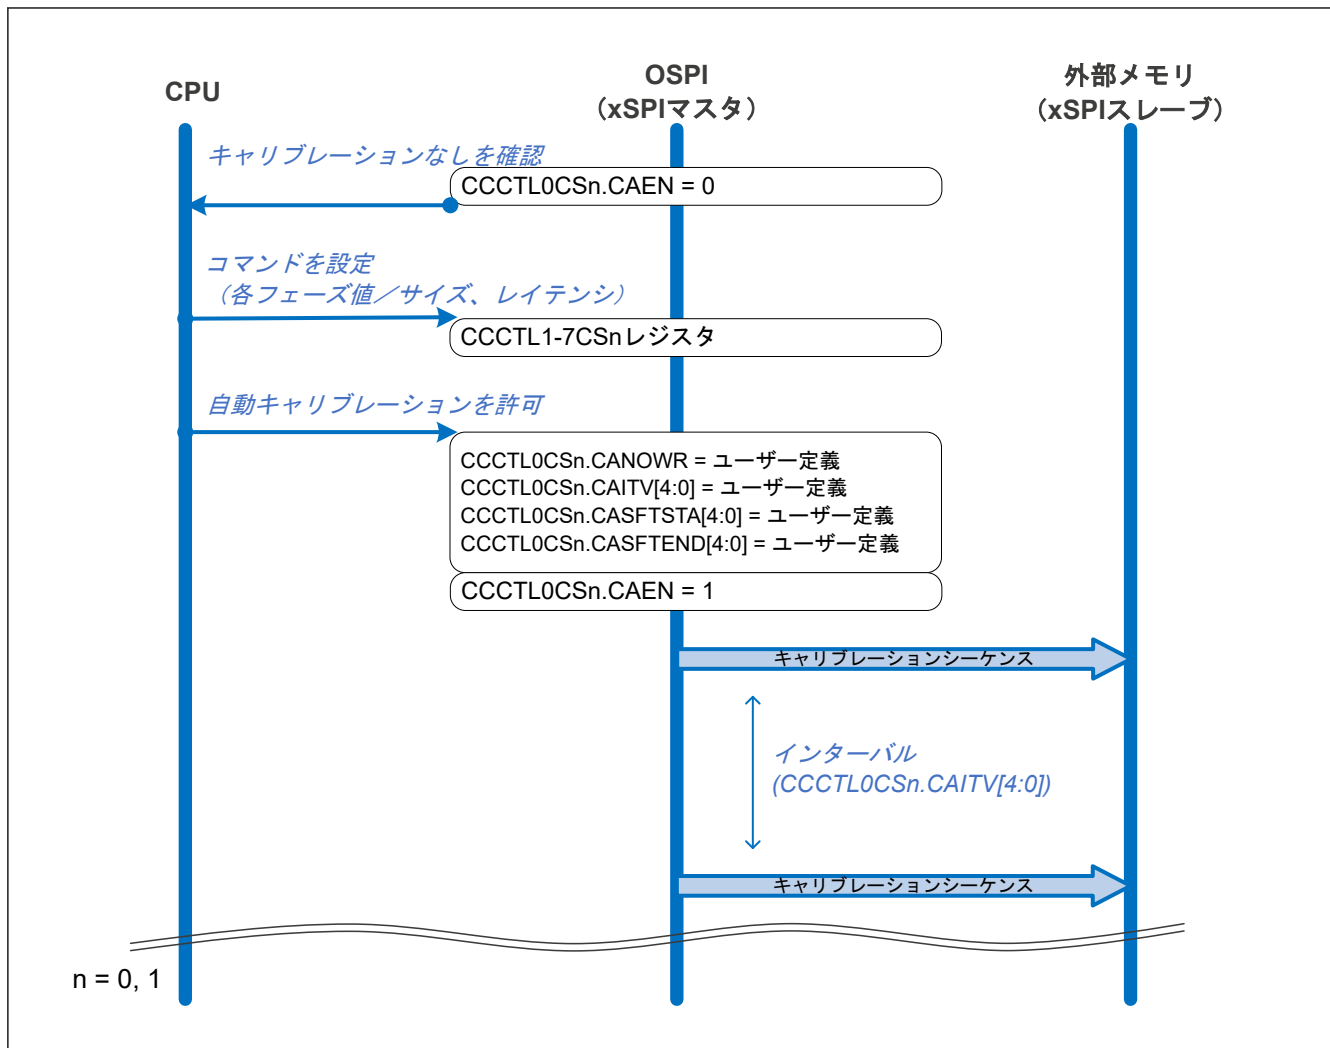 CPU
OSPI
（xSPIマスタ）
外部メモリ
（xSPIスレーブ）
キャリブレーションなしを確認
CCCTL0CSn.CAEN = 0
コマンドを設定
（各フェーズ値／サイズ、レイテンシ）
CCCTL1-7CSnレジスタ
自動キャリブレーションを許可
CCCTL0CSn.CANOWR = ユーザー定義
CCCTL0CSn.CAITV[4:0] = ユーザー定義
CCCTL0CSn.CASFTSTA[4:0] = ユーザー定義
CCCTL0CSn.CASFTEND[4:0] = ユーザー定義
CCCTL0CSn.CAEN = 1
キャリブレーションシーケンス
インターバル
(CCCTL0CSn.CAITV[4:0])
キャリブレーションシーケンス
n = 0, 1